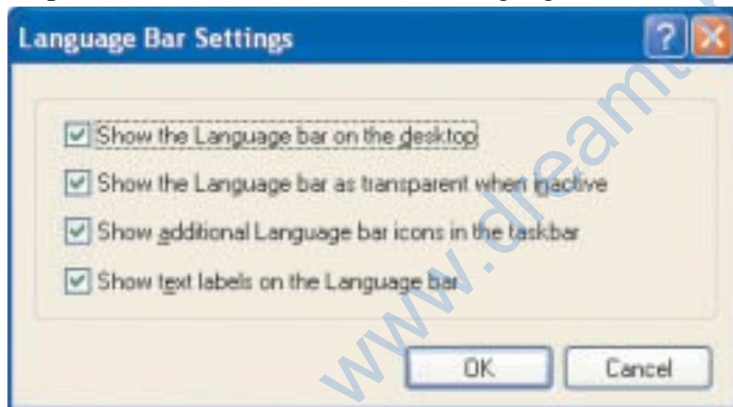 Language Bar Settings
Show the Language bar on the desktop
Show the Language bar as transparent when inactive
Show additional Language bar icons in the taskbar
Show text labels on the Language bar
OK Cancel